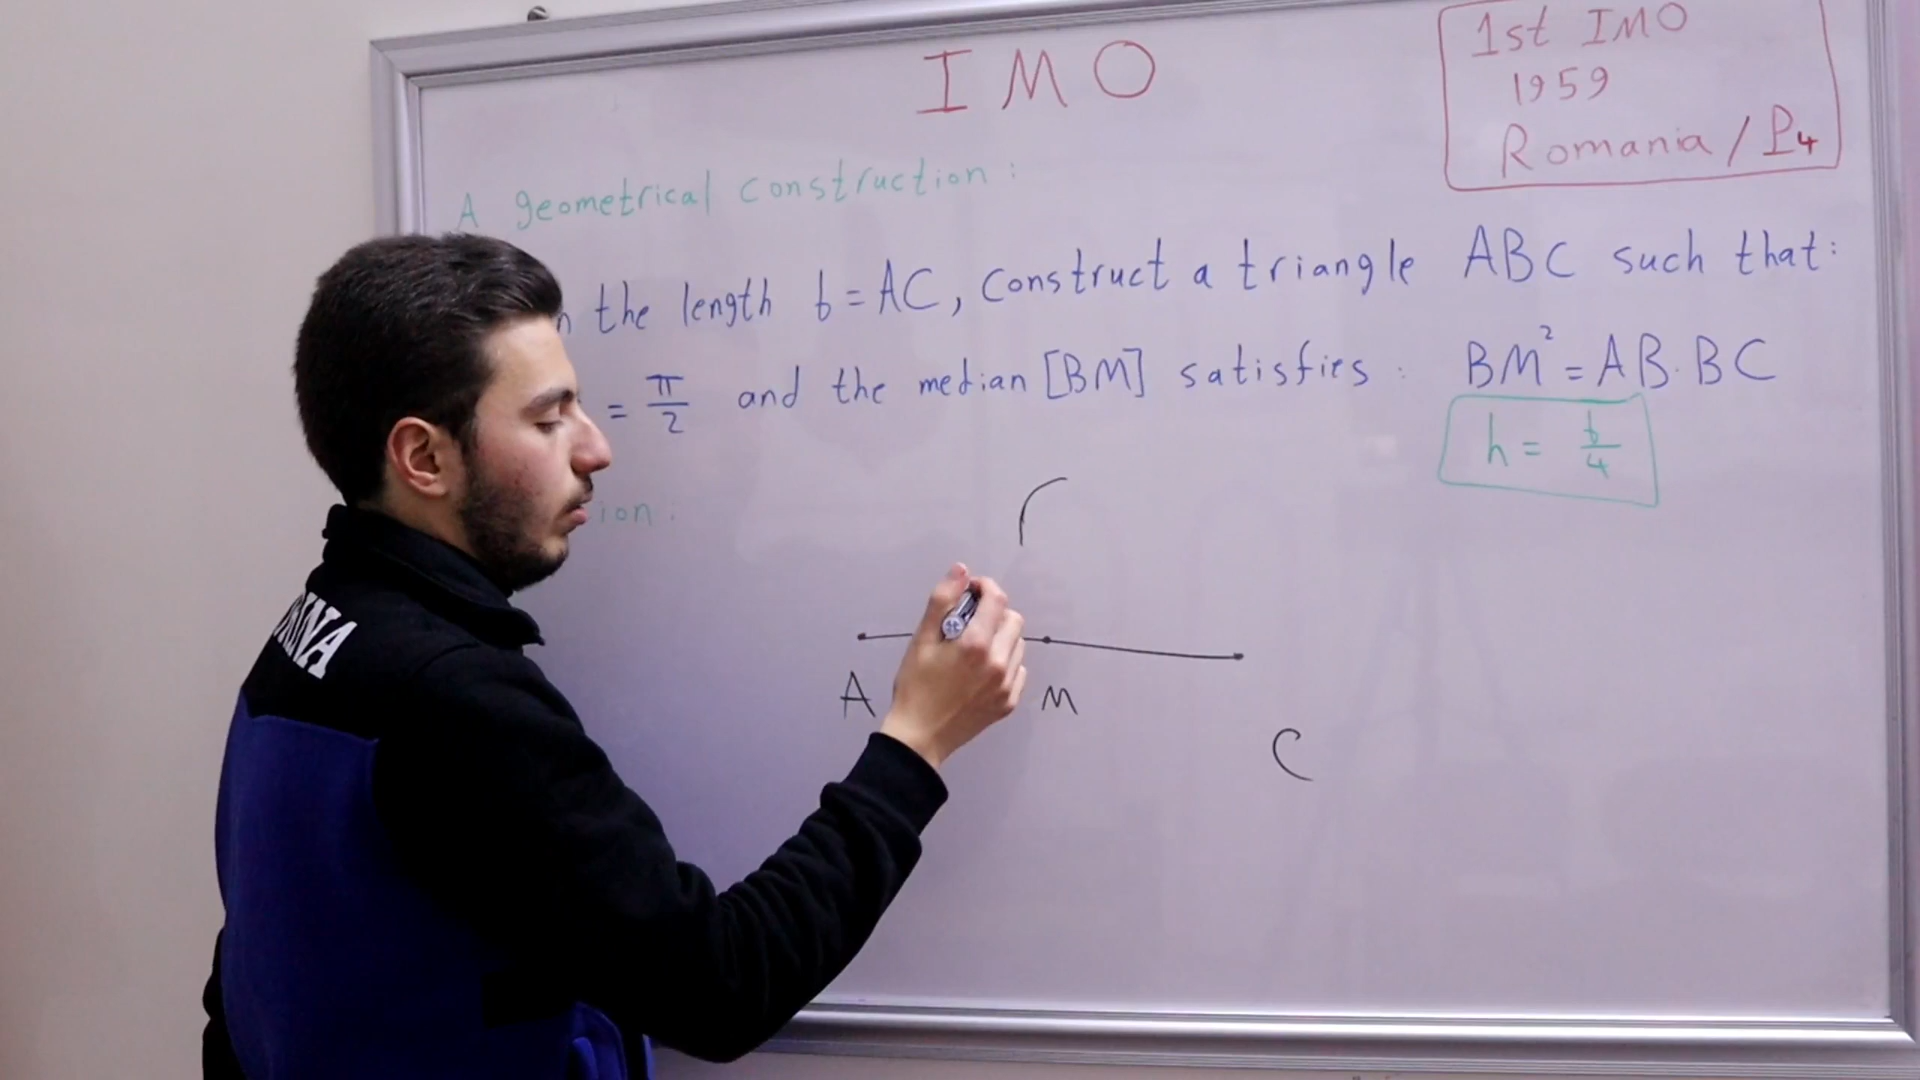 IMO
1st IMO
1959
Romania / P4
A geometrical construction :
the length b = AC, construct a triangle ABC such that :
= π/2 and the median [BM] satisfies : BM² = AB · BC
h = b/4
A
M
C